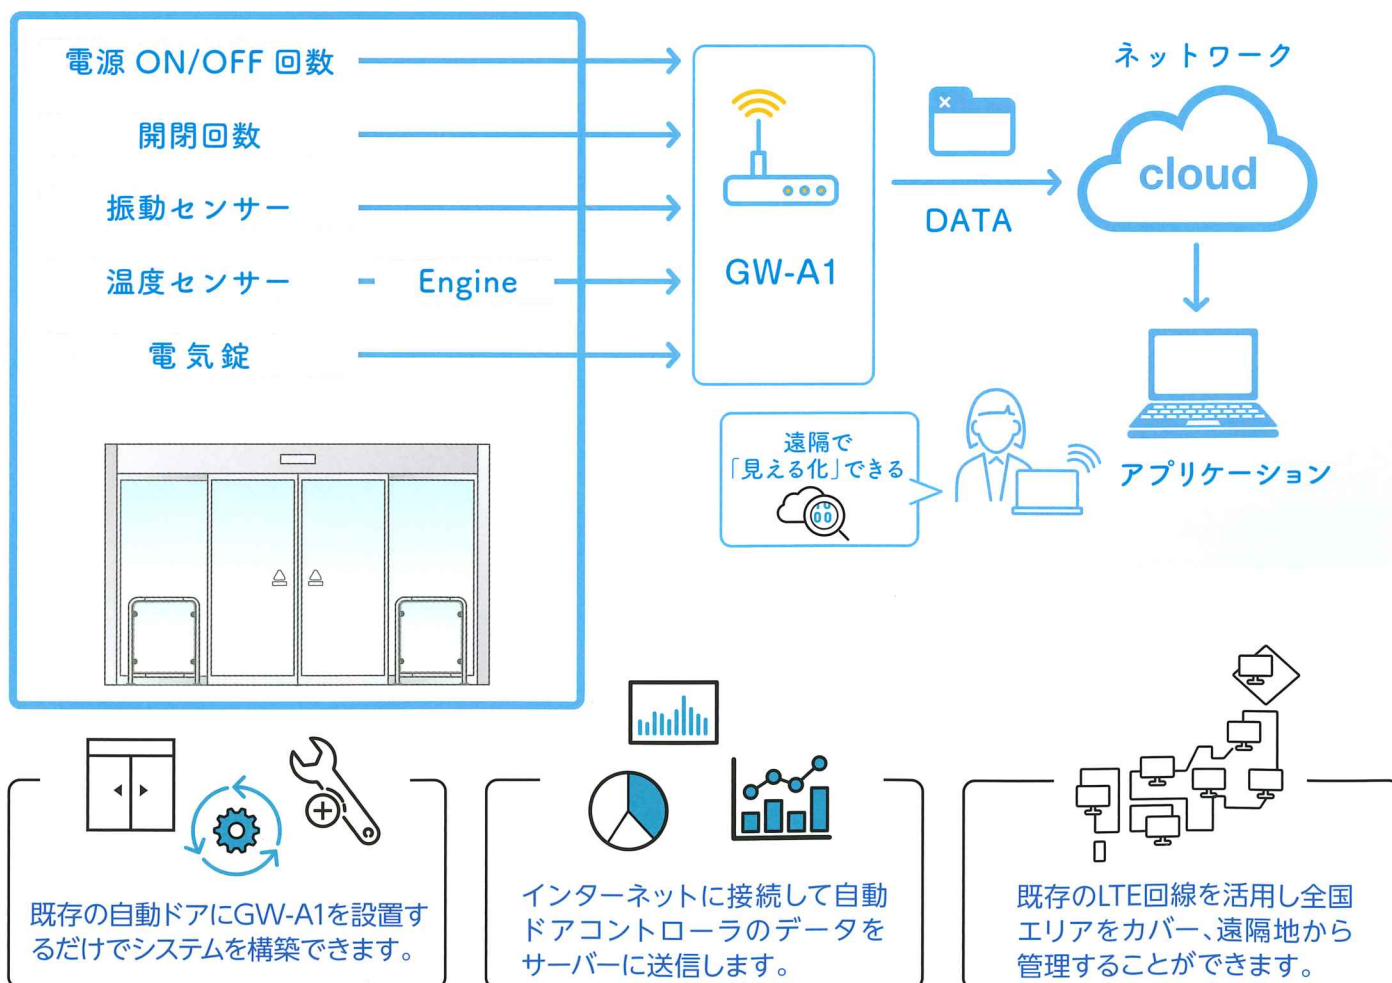 電源 ON/OFF 回数
開閉回数
振動センサー
温度センサー
Engine
電気錠
GW-A1
DATA
ネットワーク
cloud
アプリケーション
遠隔で
「見える化」できる
00
既存の自動ドアにGW-A1を設置す
るだけでシステムを構築できます。
インターネットに接続して自動
ドアコントローラのデータを
サーバーに送信します。
既存のLTE回線を活用し全国
エリアをカバー、遠隔地から
管理することができます。